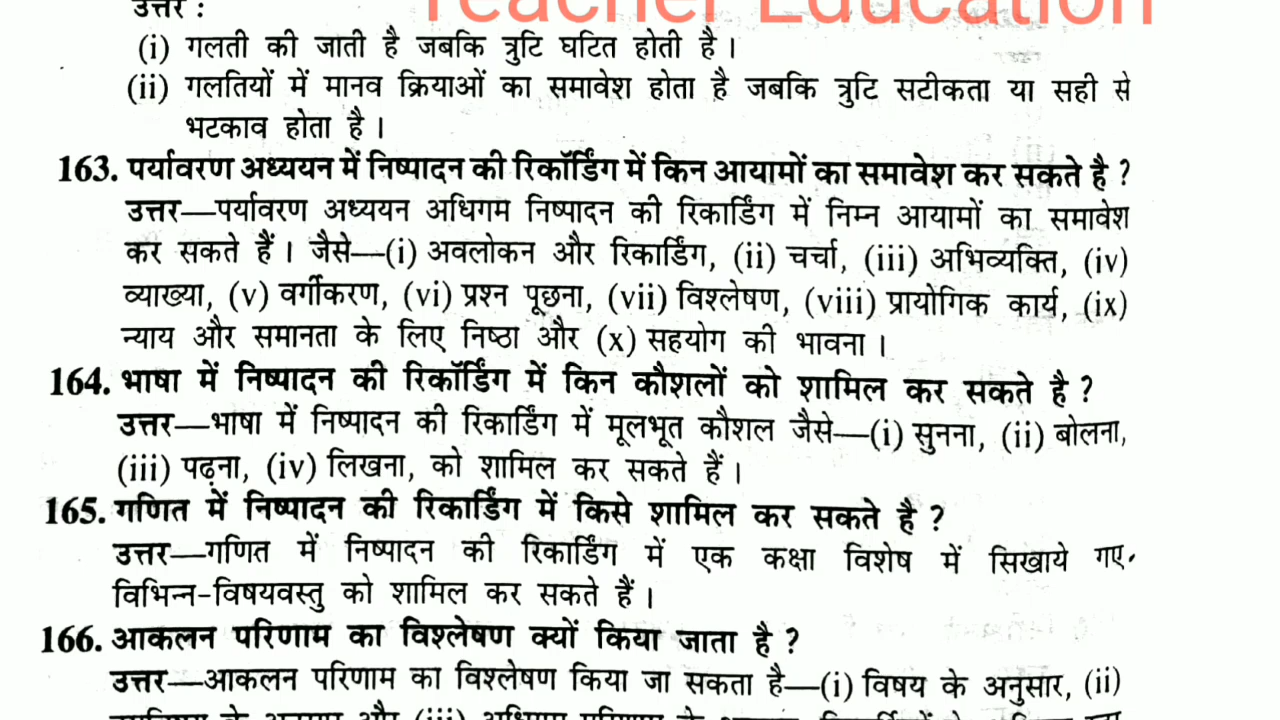 उत्तर :
Teacher Education
(i) गलती की जाती है जबकि त्रुटि घटित होती है।
(ii) गलतियों में मानव क्रियाओं का समावेश होता है जबकि त्रुटि सटीकता या सही से
भटकाव होता है।
163. पर्यावरण अध्ययन में निष्पादन की रिकॉर्डिंग में किन आयामों का समावेश कर सकते है ?
उत्तर—पर्यावरण अध्ययन अधिगम निष्पादन की रिकार्डिंग में निम्न आयामों का समावेश
कर सकते हैं। जैसे—(i) अवलोकन और रिकार्डिंग, (ii) चर्चा, (iii) अभिव्यक्ति, (iv)
व्याख्या, (v) वर्गीकरण, (vi) प्रश्न पूछना, (vii) विश्लेषण, (viii) प्रायोगिक कार्य, (ix)
न्याय और समानता के लिए निष्ठा और (x) सहयोग की भावना।
164. भाषा में निष्पादन की रिकॉर्डिंग में किन कौशलों को शामिल कर सकते है ?
उत्तर—भाषा में निष्पादन की रिकार्डिंग में मूलभूत कौशल जैसे—(i) सुनना, (ii) बोलना,
(iii) पढ़ना, (iv) लिखना, को शामिल कर सकते हैं।
165. गणित में निष्पादन की रिकार्डिंग में किसे शामिल कर सकते है ?
उत्तर—गणित में निष्पादन की रिकार्डिंग में एक कक्षा विशेष में सिखाये गए
विभिन्न-विषयवस्तु को शामिल कर सकते हैं।
166. आकलन परिणाम का विश्लेषण क्यों किया जाता है ?
उत्तर—आकलन परिणाम का विश्लेषण किया जा सकता है—(i) विषय के अनुसार, (ii)